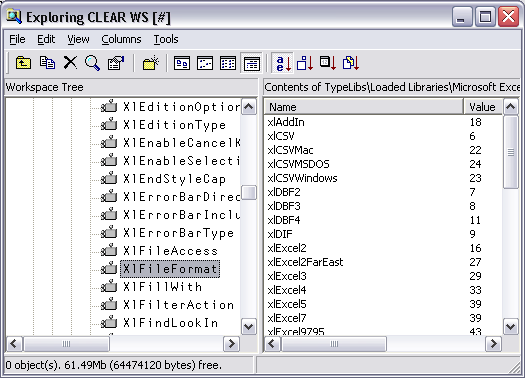 Exploring CLEAR WS [#]
File Edit View Columns Tools
Workspace Tree
Contents of TypeLibs\Loaded Libraries\Microsoft Exce
XlEditionOption
XlEditionType
XlEnableCancelK
XlEnableSelecti
XlEndStyleCap
XlErrorBarDirec
XlErrorBarInclu
XlErrorBarType
XlFileAccess
XlFileFormat
XlFillWith
XlFilterAction
XlFindLookIn
Name Value
xlAddIn 18
xlCSV 6
xlCSVMac 22
xlCSVMSDOS 24
xlCSVWindows 23
xlDBF2 7
xlDBF3 8
xlDBF4 11
xlDIF 9
xlExcel2 16
xlExcel2FarEast 27
xlExcel3 29
xlExcel4 33
xlExcel5 39
xlExcel7 39
xlExcel9795 43
0 object(s). 61.49Mb (64474120 bytes) free.